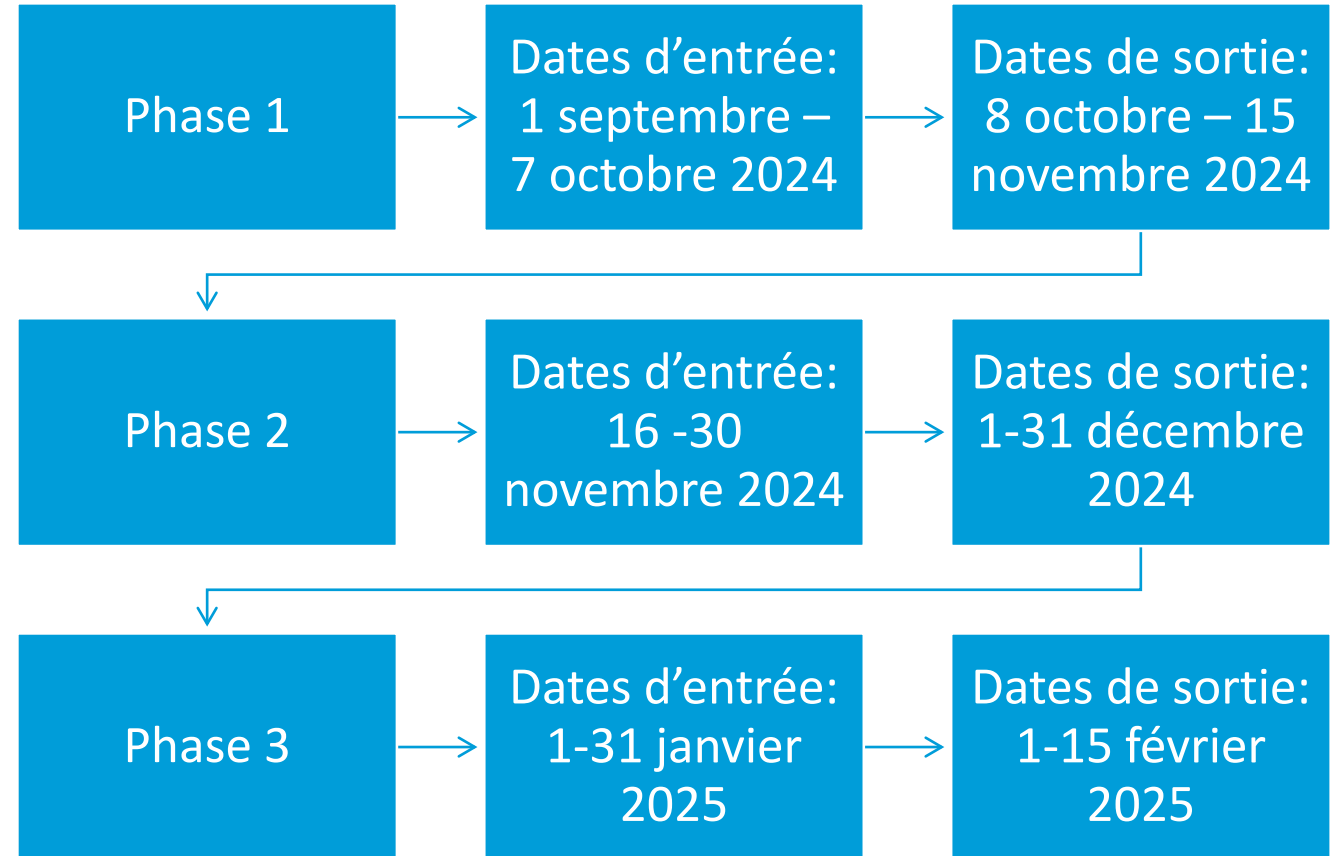 Phase 1
Dates d’entrée:
1 septembre –
7 octobre 2024
Dates de sortie:
8 octobre – 15
novembre 2024
Phase 2
Dates d’entrée:
16 -30
novembre 2024
Dates de sortie:
1-31 décembre
2024
Phase 3
Dates d’entrée:
1-31 janvier
2025
Dates de sortie:
1-15 février
2025